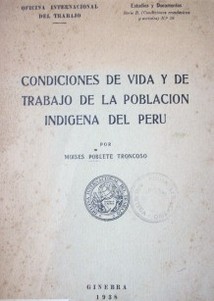 OFICINA INTERNACIONAL
DEL TRABAJO
Estudios y Documentos
CONDICIONES DE VIDA Y DE
TRABAJO DE LA POBLACION
INDIGENA DEL PERU
POR
MOISES POBLETE TRONCOSO
GINEBRA
1938